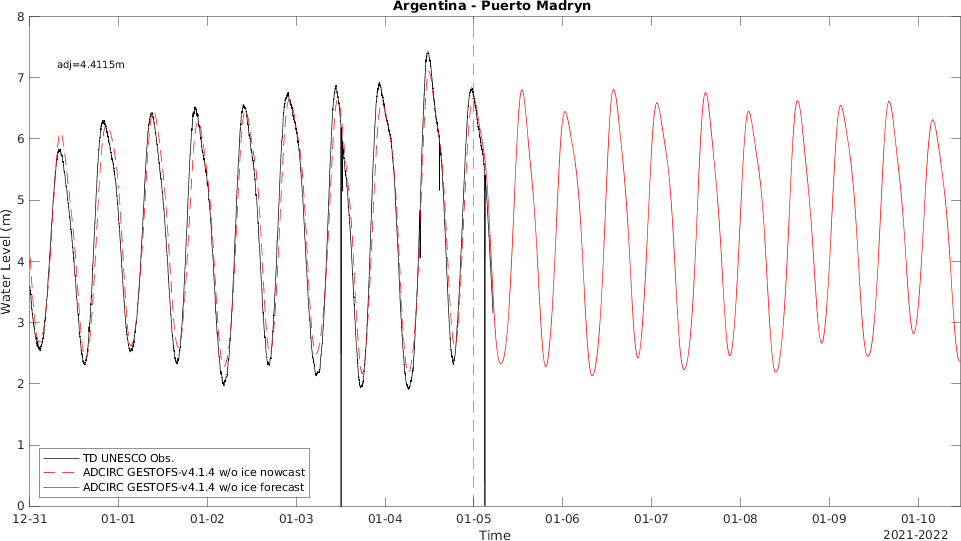 Argentina - Puerto Madryn
adj=4.4115m
8
7
6
5
4
3
2
1
0
Water Level (m)
TD UNESCO Obs.
ADCIRC GESTOFS-v4.1.4 w/o ice nowcast
ADCIRC GESTOFS-v4.1.4 w/o ice forecast
12-31 01-01 01-02 01-03 01-04 01-05 01-06 01-07 01-08 01-09 01-10
Time
2021-2022